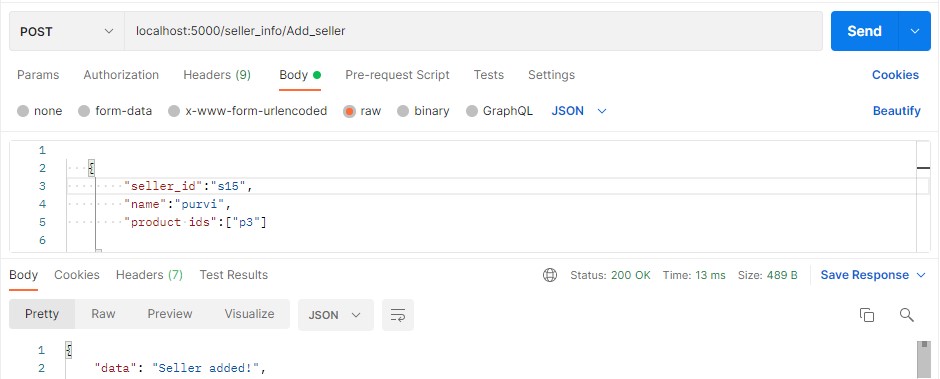 POST localhost:5000/seller_info/Add_seller Send
Params Authorization Headers (9) Body Pre-request Script Tests Settings Cookies
none form-data x-www-form-urlencoded raw binary GraphQL JSON Beautify
1
2 {
3 "seller_id":"s15",
4 "name":"purvi",
5 "product ids":["p3"]
6
Body Cookies Headers (7) Test Results Status: 200 OK Time: 13 ms Size: 489 B Save Response
Pretty Raw Preview Visualize JSON
1 {
2 "data": "Seller added!",